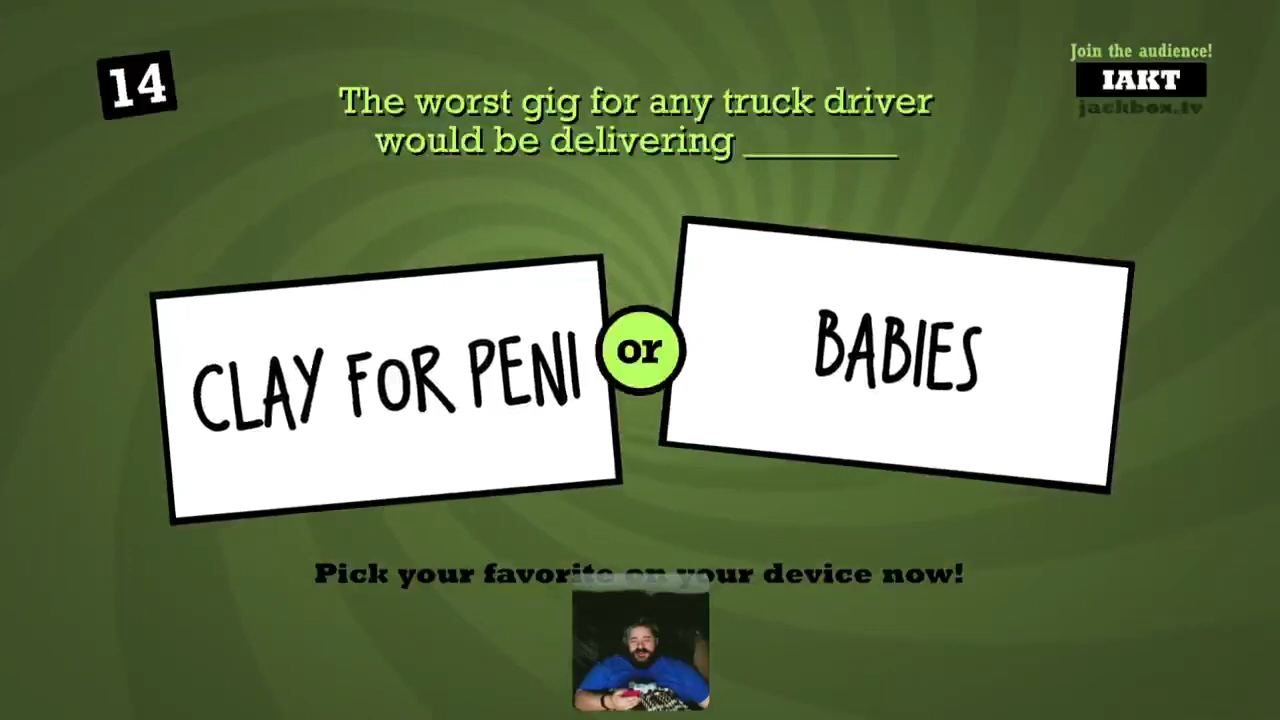 14
Join the audience!
IAKT
jackbox.tv
The worst gig for any truck driver
would be delivering ________
CLAY FOR PENI
or
BABIES
Pick your favorite on your device now!